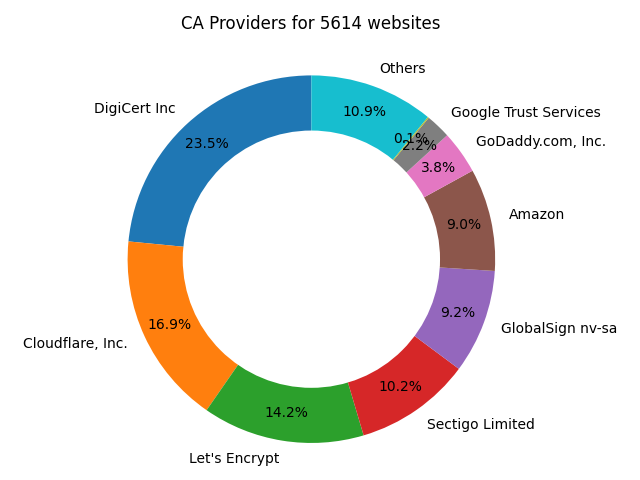 CA Providers for 5614 websites
Others
10.9%
DigiCert Inc
23.5%
Google Trust Services
0.1%
2.2%
GoDaddy.com, Inc.
3.8%
Amazon
9.0%
GlobalSign nv-sa
9.2%
Cloudflare, Inc.
16.9%
Sectigo Limited
10.2%
Let's Encrypt
14.2%